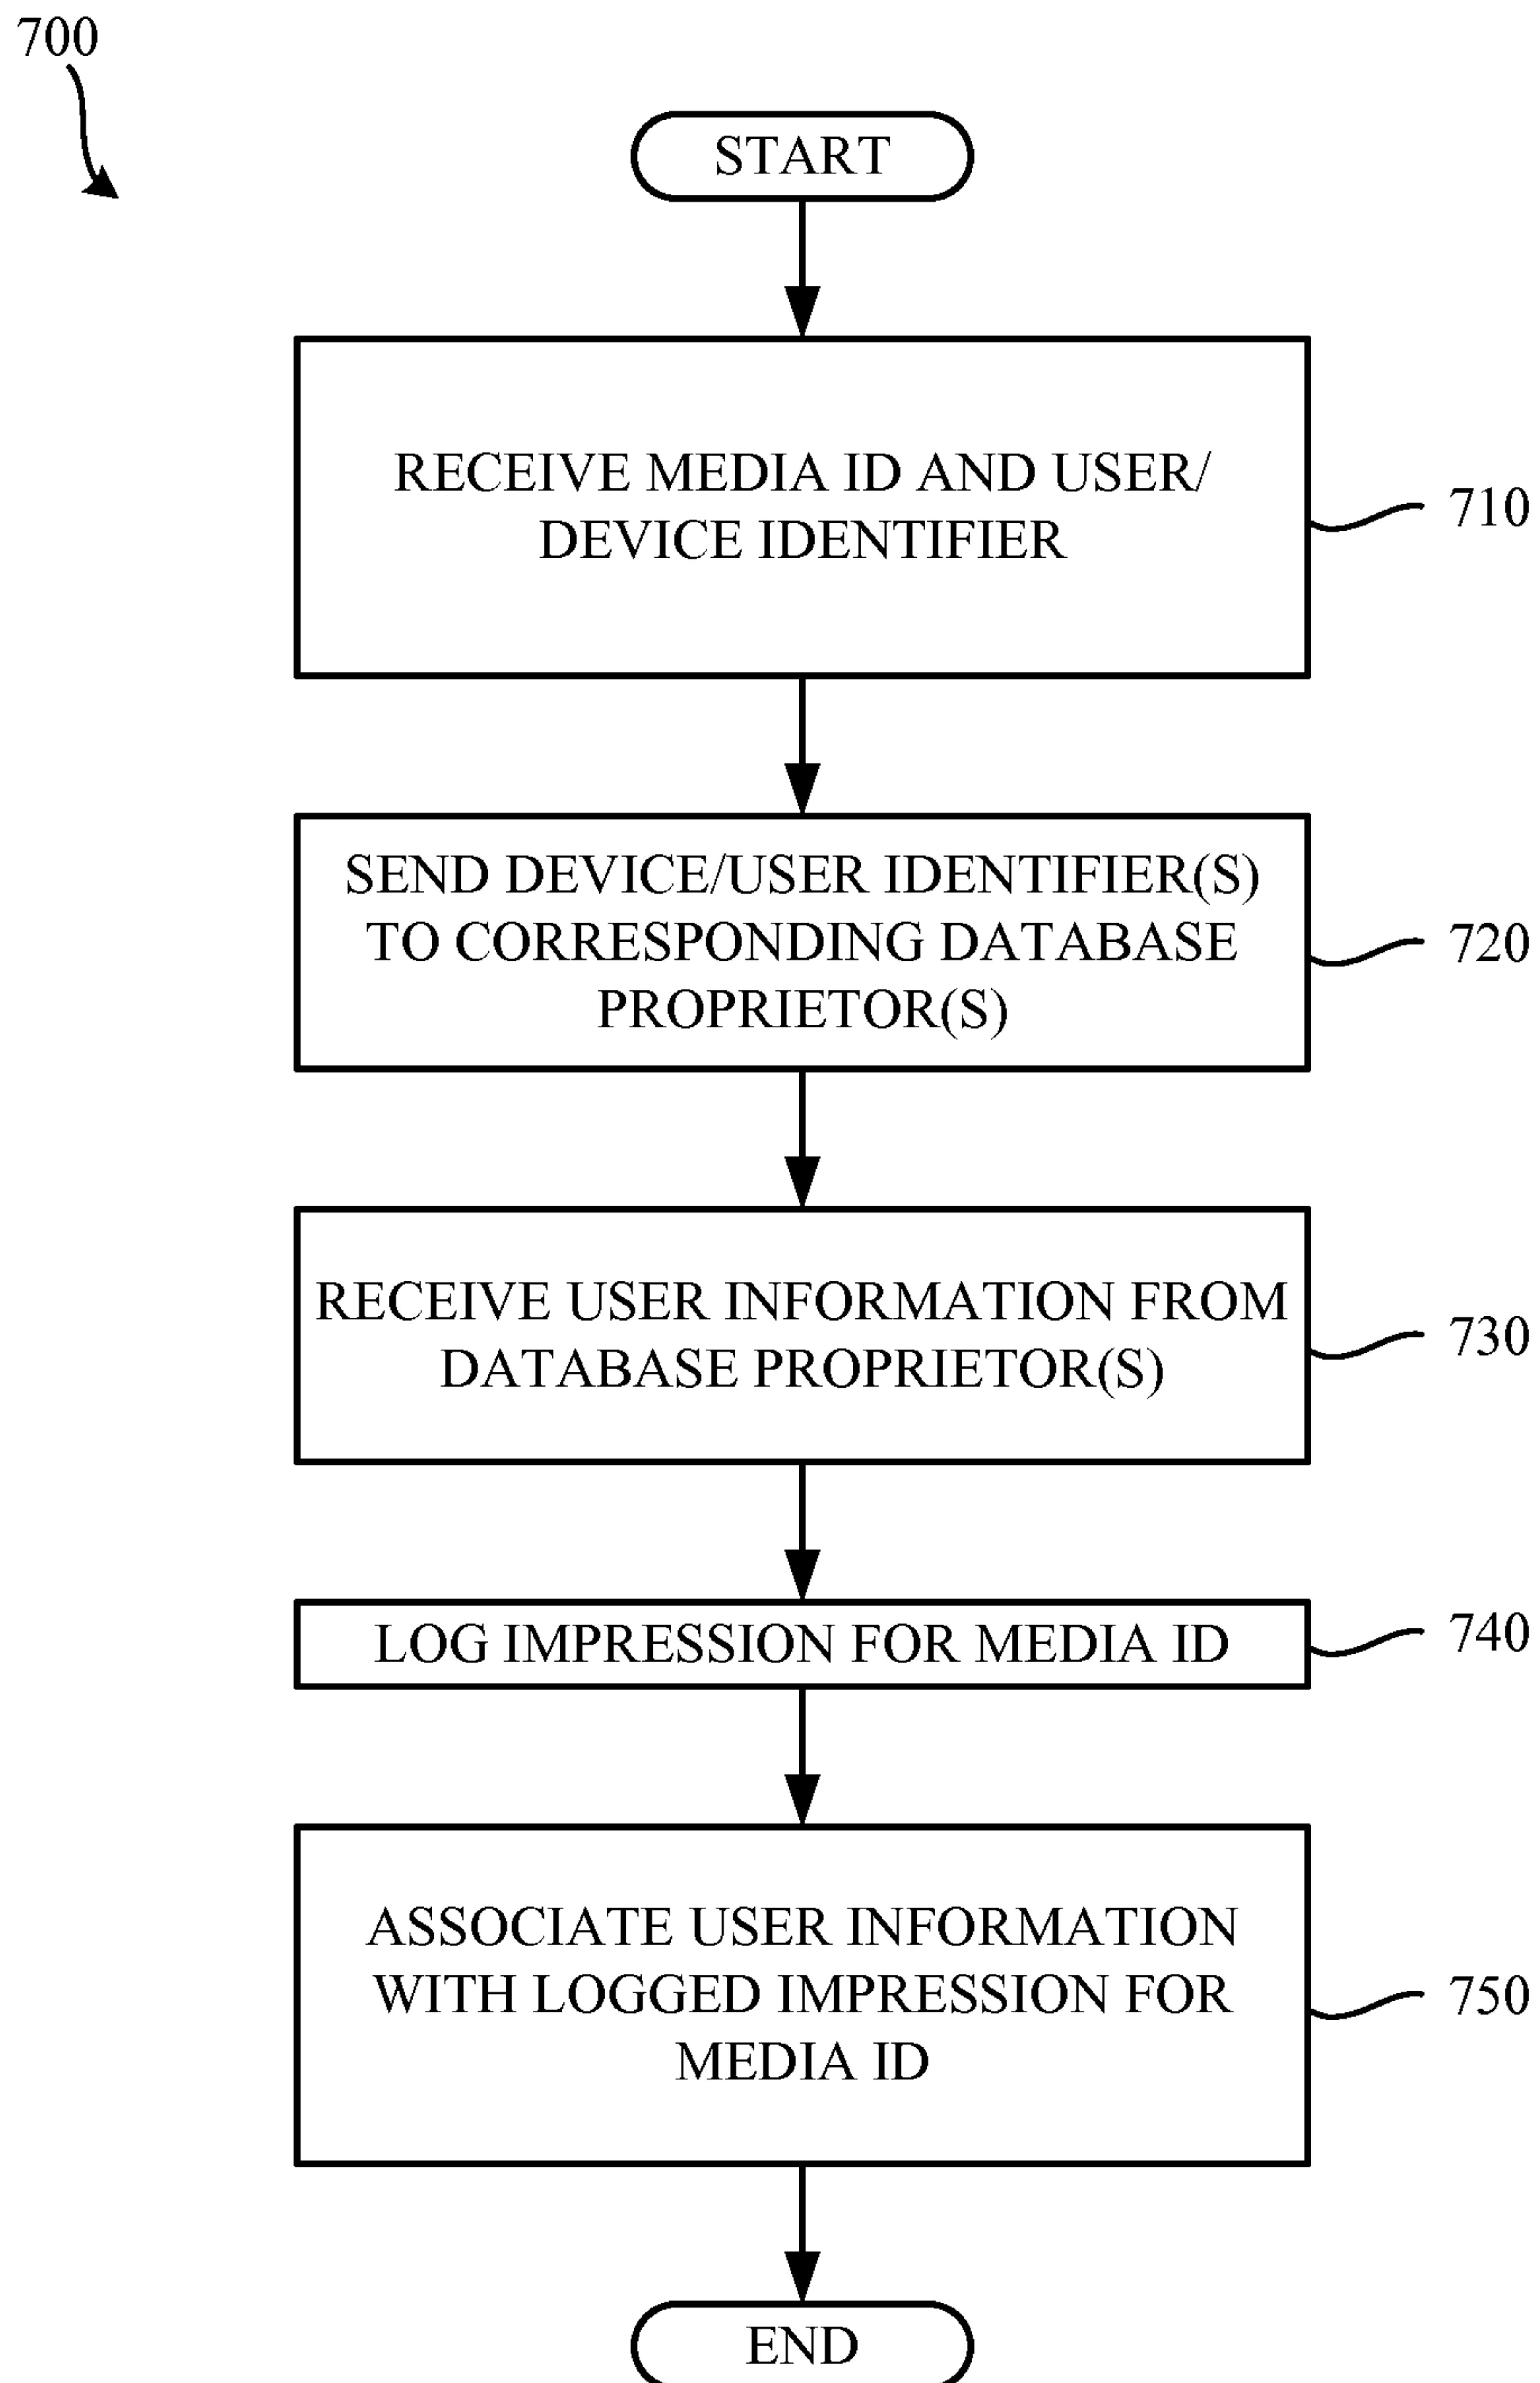 700
START
RECEIVE MEDIA ID AND USER/
DEVICE IDENTIFIER
710
SEND DEVICE/USER IDENTIFIER(S)
TO CORRESPONDING DATABASE
PROPRIETOR(S)
720
RECEIVE USER INFORMATION FROM
DATABASE PROPRIETOR(S)
730
LOG IMPRESSION FOR MEDIA ID
740
ASSOCIATE USER INFORMATION
WITH LOGGED IMPRESSION FOR
MEDIA ID
750
END